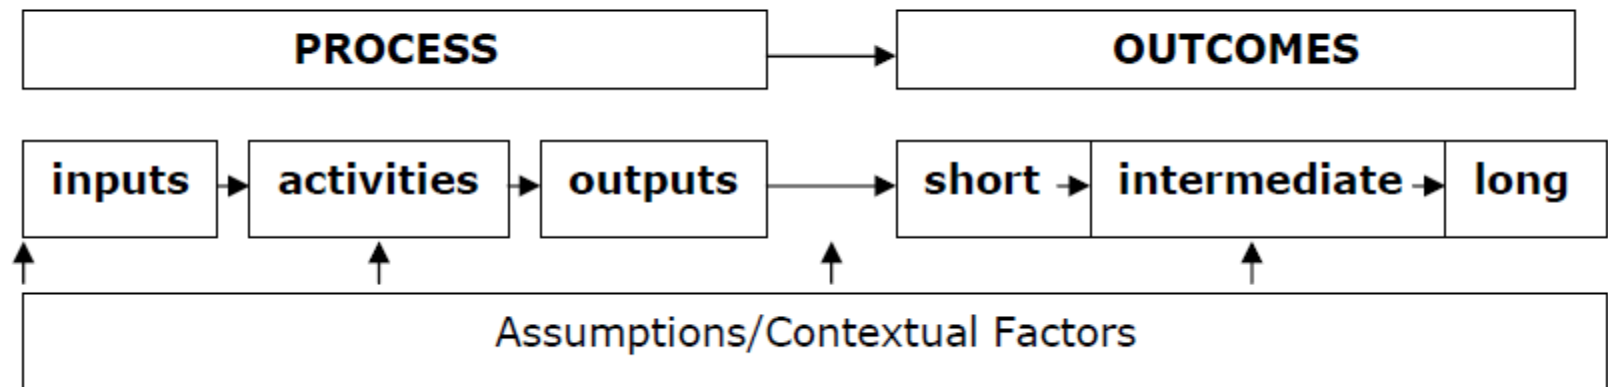 PROCESS OUTCOMES
inputs activities outputs short intermediate long
Assumptions/Contextual Factors